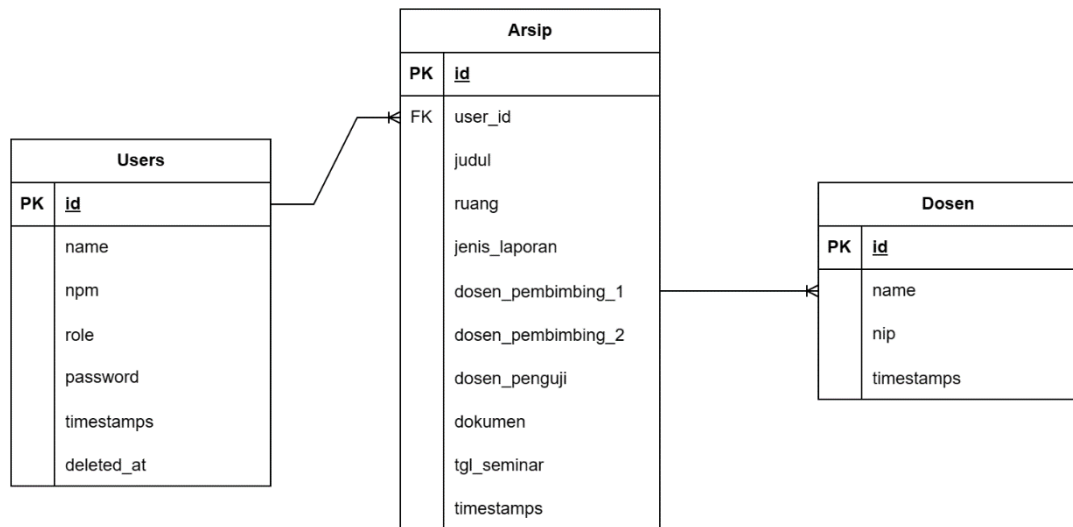 Users
PK id
name
npm
role
password
timestamps
deleted_at
Arsip
PK id
FK user_id
judul
ruang
jenis_laporan
dosen_pembimbing_1
dosen_pembimbing_2
dosen_penguji
dokumen
tgl_seminar
timestamps
Dosen
PK id
name
nip
timestamps